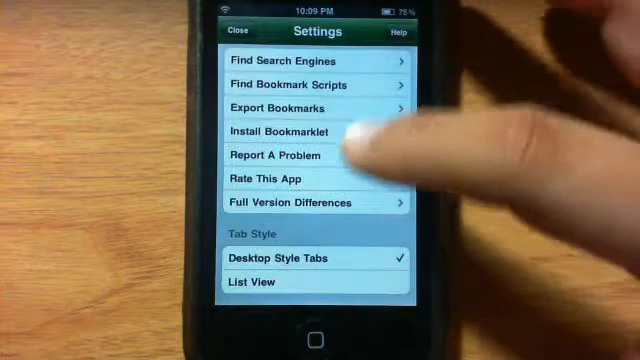 10:09 PM 75%
Close Settings Help
Find Search Engines
Find Bookmark Scripts
Export Bookmarks
Install Bookmarklet
Report A Problem
Rate This App
Full Version Differences
Tab Style
Desktop Style Tabs
List View